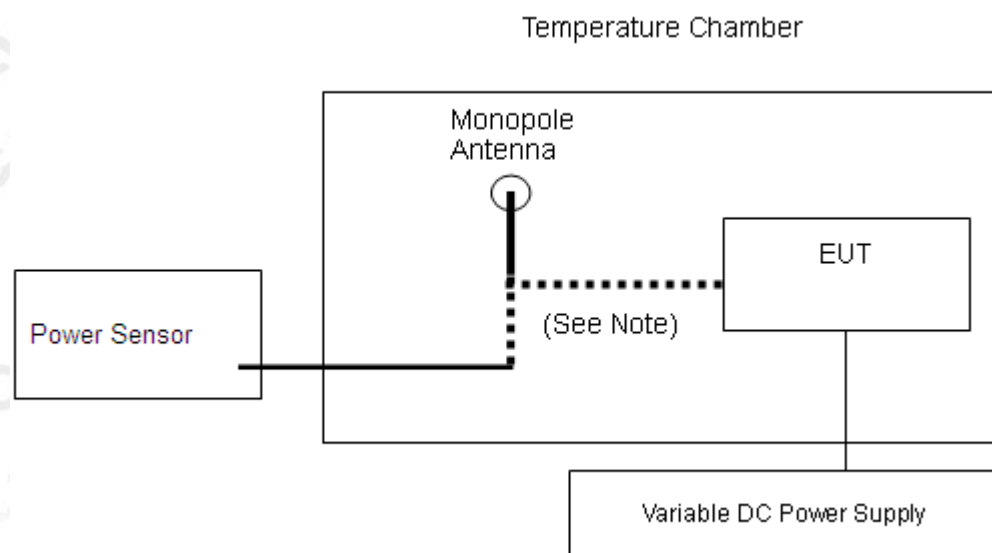 Temperature Chamber
Monopole
Antenna
EUT
(See Note)
Power Sensor
Variable DC Power Supply